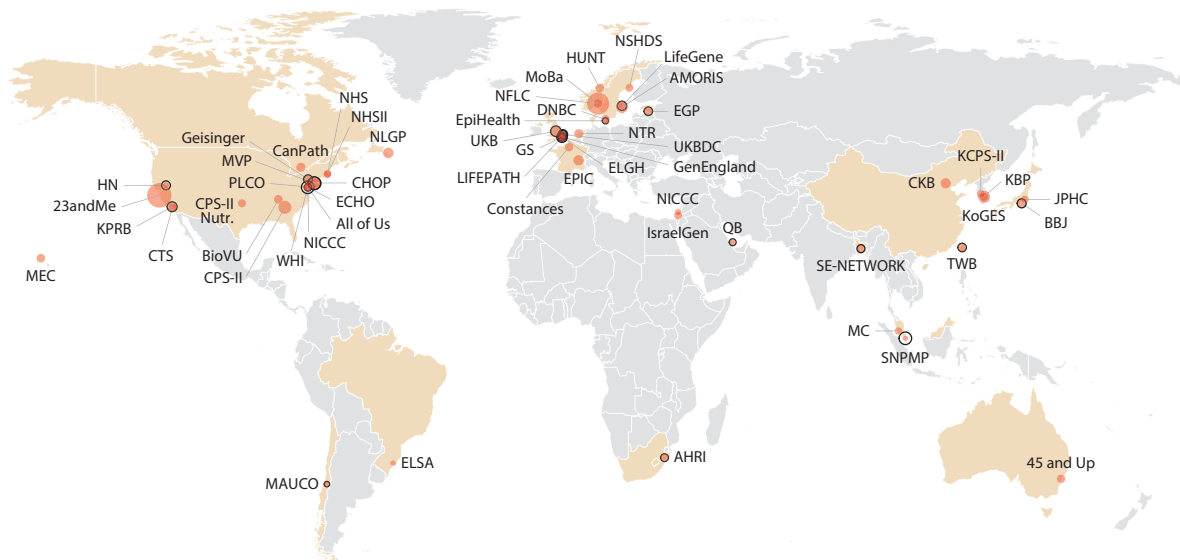 NSHDS
HUNT
LifeGene
MoBa
AMORIS
NFLC
NHS
DNBC
EGP
NHSII
EpiHealth
NLGP
Geisinger
CanPath
UKB
NTR
GS
UKBDC
MVP
GenEngland
KCPS-II
PLCO
CHOP
LIFEPATH
ELGH
EPIC
CKB
KBP
HN
ECHO
23andMe
CPS-II
Nutr.
All of Us
Constances
NICCC
KoGES
JPHC
BBJ
KPRB
NICCC
IsraelGen
QB
CTS
BioVU
WHI
CPS-II
SE-NETWORK
TWB
MEC
MC
SNPMP
ELSA
AHRI
45 and Up
MAUCO